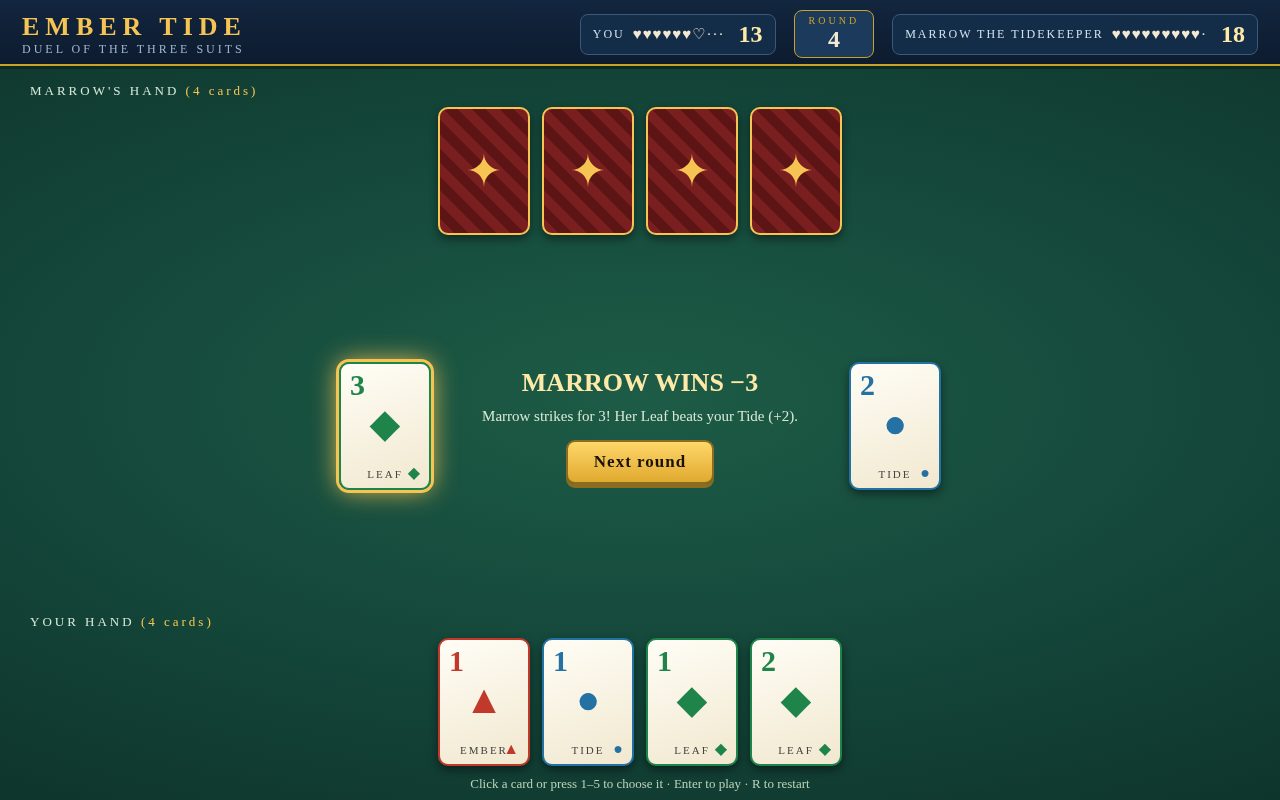 EMBER TIDE
DUEL OF THE THREE SUITS
YOU ♥♥♥♥♥♥♡··· 13
ROUND
4
MARROW THE TIDEKEEPER ♥♥♥♥♥♥♥♥♥· 18
MARROW'S HAND (4 cards)
3
LEAF
MARROW WINS −3
Marrow strikes for 3! Her Leaf beats your Tide (+2).
Next round
2
TIDE
YOUR HAND (4 cards)
1
EMBER
1
TIDE
1
LEAF
2
LEAF
Click a card or press 1–5 to choose it · Enter to play · R to restart